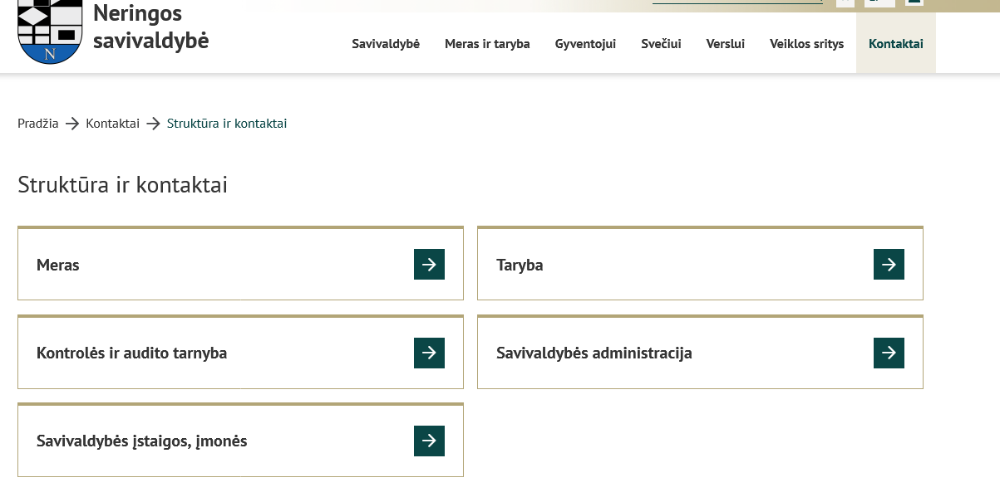 Neringos
savivaldybė
N
Savivaldybė Meras ir taryba Gyventojui Svečiui Verslui Veiklos sritys Kontaktai
Pradžia Kontaktai Struktūra ir kontaktai
Struktūra ir kontaktai
Meras
Taryba
Kontrolės ir audito tarnyba
Savivaldybės administracija
Savivaldybės įstaigos, įmonės